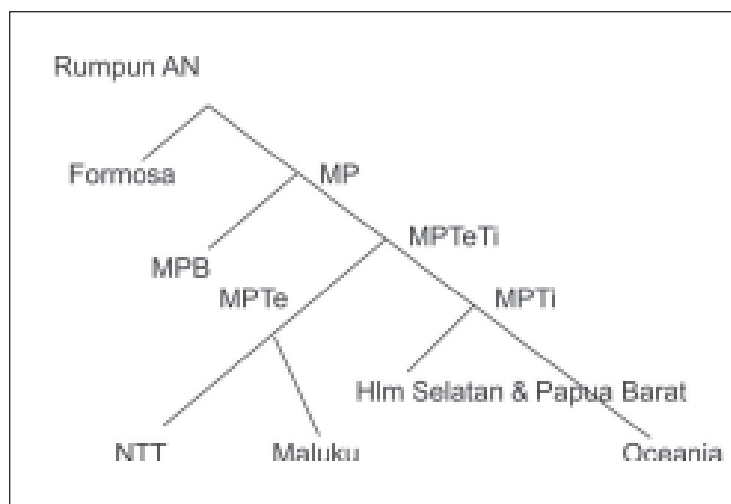 Rumpun AN
Formosa
MP
MPB
MPTeTi
MPTe
MPTi
Hlm Selatan & Papua Barat
NTT
Maluku
Oceania